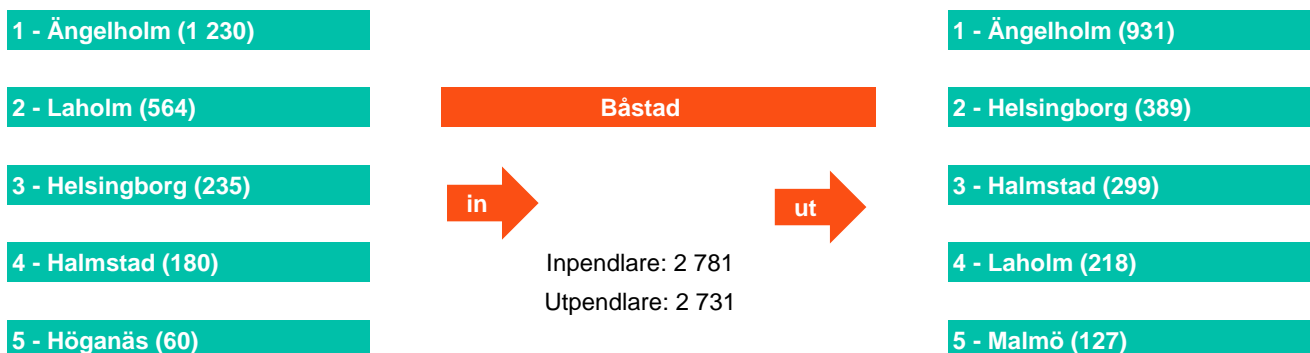 1 - Ängelholm (1 230)
2 - Laholm (564)
3 - Helsingborg (235)
4 - Halmstad (180)
5 - Höganäs (60)
Båstad
in
ut
Inpendlare: 2 781
Utpendlare: 2 731
1 - Ängelholm (931)
2 - Helsingborg (389)
3 - Halmstad (299)
4 - Laholm (218)
5 - Malmö (127)